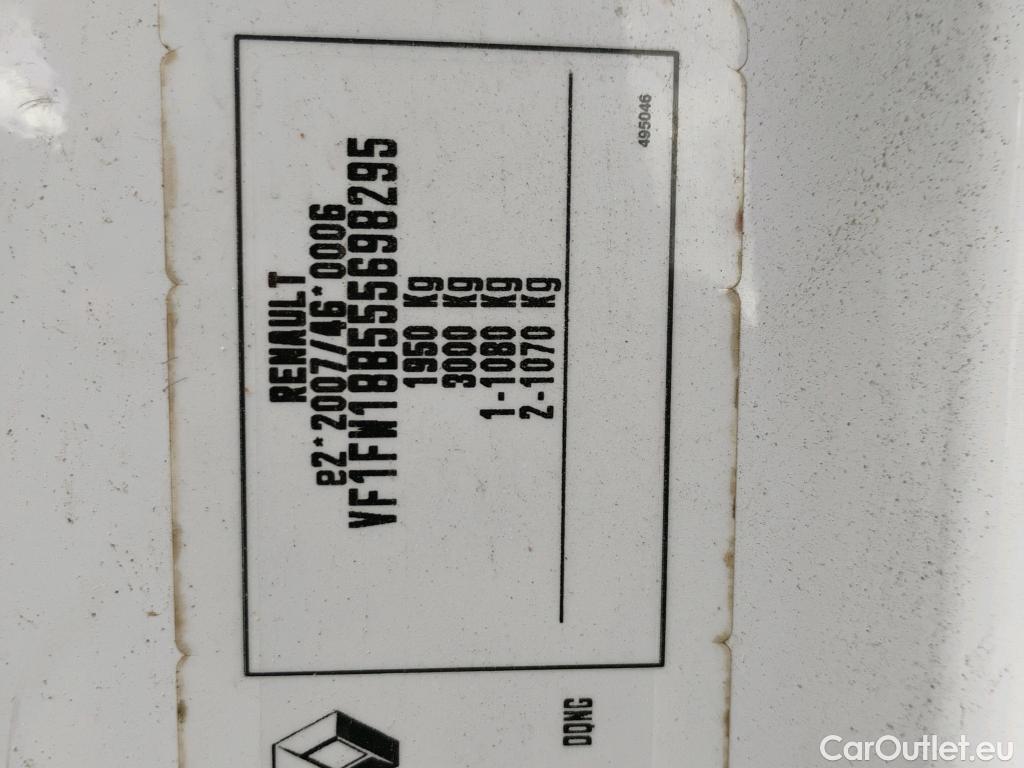 RENAULT
e2*2007/46*0006
VF1FW18B555698295
1950 Kg
3000 Kg
1-1080 Kg
2-1070 Kg
495046
DQNG
CarOutlet.eu